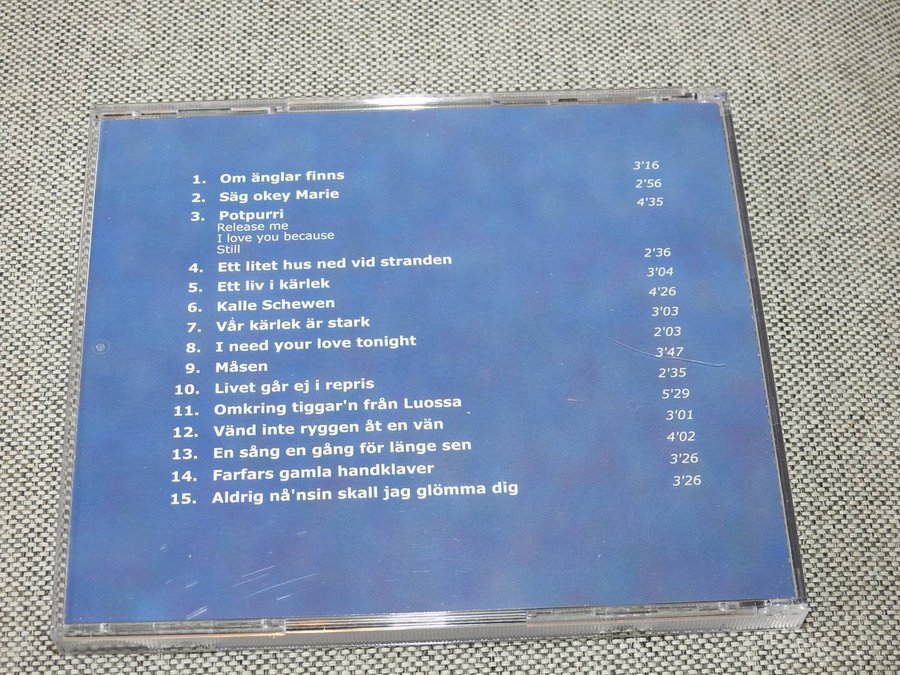 1. Om änglar finns 3'16
2. Säg okey Marie 2'56
3. Potpurri 4'35
Release me
I love you because
Still
4. Ett litet hus ned vid stranden 2'36
5. Ett liv i kärlek 3'04
6. Kalle Schewen 4'26
7. Vår kärlek är stark 3'03
8. I need your love tonight 2'03
9. Måsen 3'47
10. Livet går ej i repris 2'35
11. Omkring tiggar'n från Luossa 5'29
12. Vänd inte ryggen åt en vän 3'01
13. En sång en gång för länge sen 4'02
14. Farfars gamla handklaver 3'26
15. Aldrig nå'nsin skall jag glömma dig 3'26